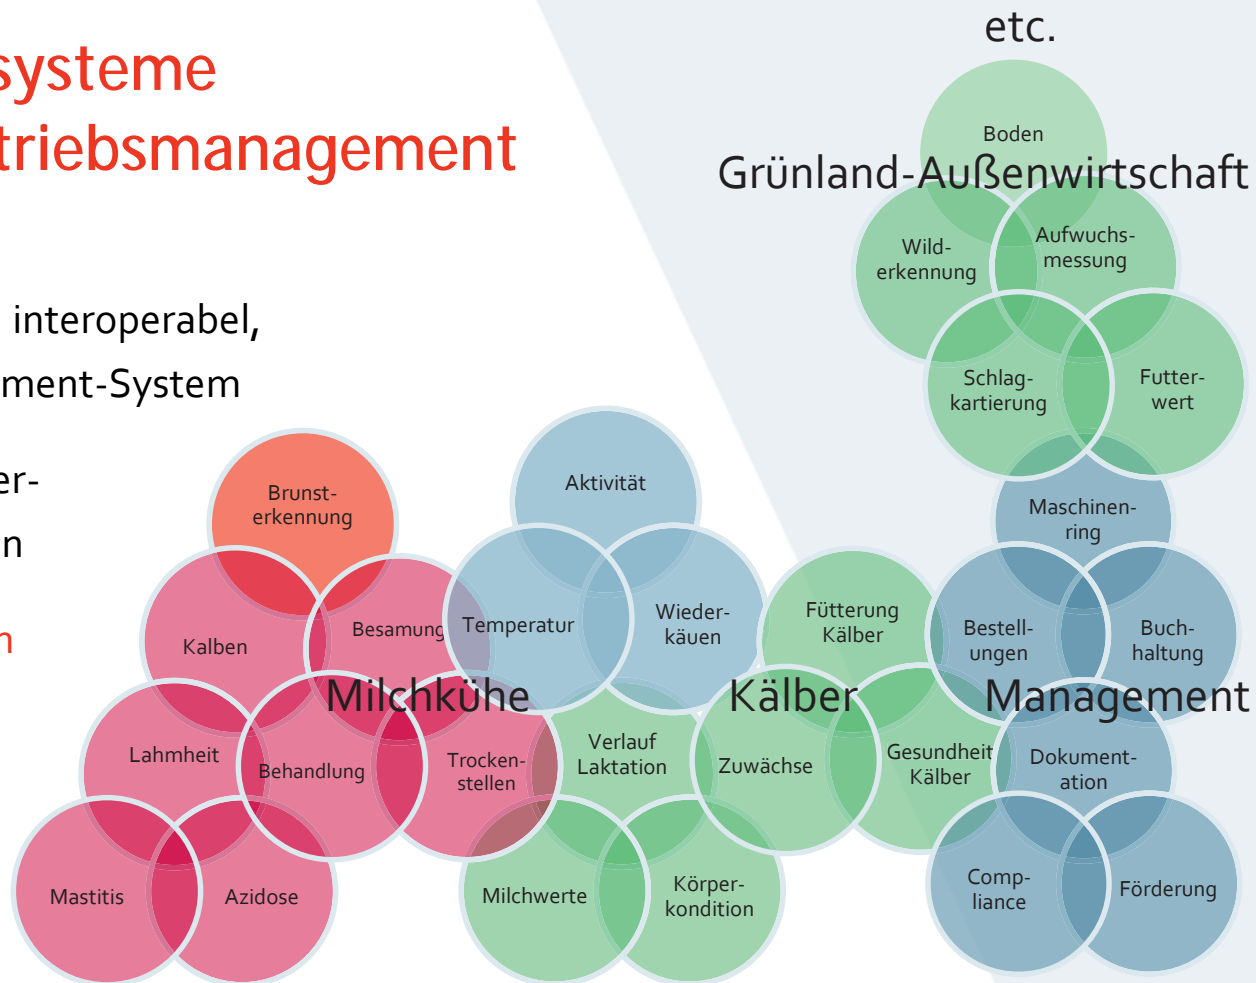 systeme
triebsmanagement
interoperabel,
ment-System
er-
n
n
etc.
Boden
Grünland-Außenwirtschaft
Wild-
erkennung
Aufwuchs-
messung
Schlag-
kartierung
Futter-
wert
Brunst-
erkennung
Aktivität
Maschinen-
ring
Kalben
Besamung
Temperatur
Wieder-
käuen
Fütterung
Kälber
Bestell-
ungen
Buch-
haltung
Milchkühe
Kälber
Management
Lahmheit
Behandlung
Trocken-
stellen
Verlauf
Laktation
Zuwächse
Gesundheit
Kälber
Dokument-
ation
Mastitis
Azidose
Milchwerte
Körper-
kondition
Comp-
liance
Förderung